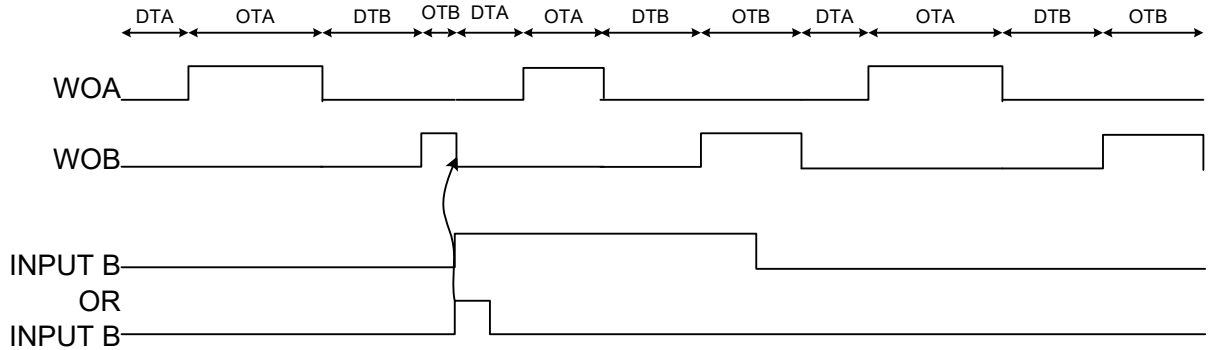 DTA OTA DTB OTB DTA OTA DTB OTB DTA OTA DTB OTB
WOA
WOB
INPUT B
OR
INPUT B